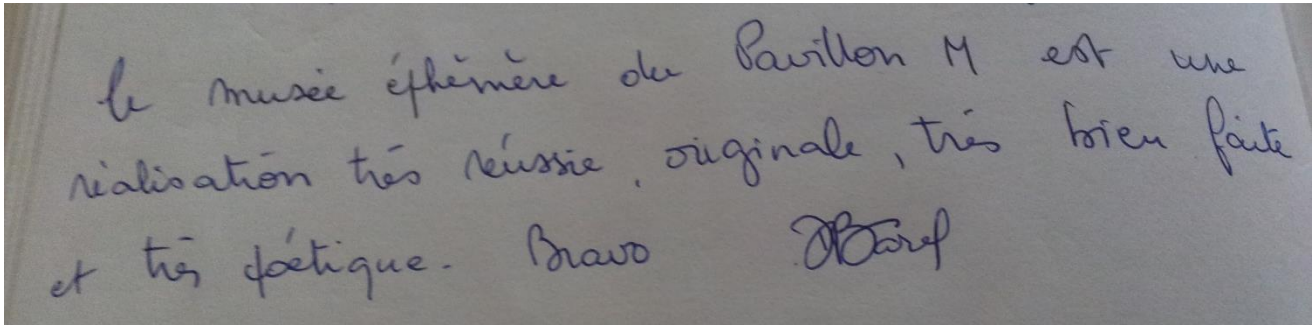 le musée éphémère du Pavillon M est une
réalisation très réussie, originale, très bien faite
et très poétique. Bravo